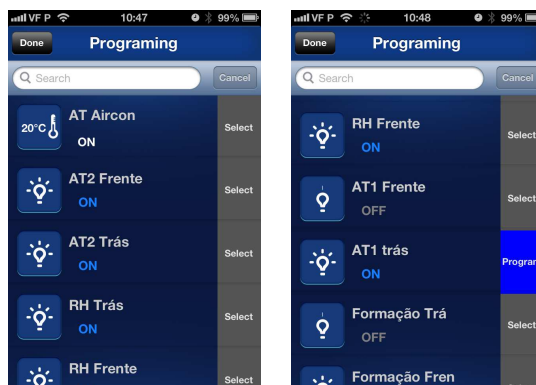 VF P 10:47 99%
Done Programing
Search Cancel
20°C AT Aircon
ON Select
AT2 Frente
ON Select
AT2 Trás
ON Select
RH Trás
ON Select
RH Frente
Select
VF P 10:48 99%
Done Programing
Search Cancel
RH Frente
ON Select
AT1 Frente
OFF Select
AT1 trás
ON Program
Formação Trá
OFF Select
Formação Fren